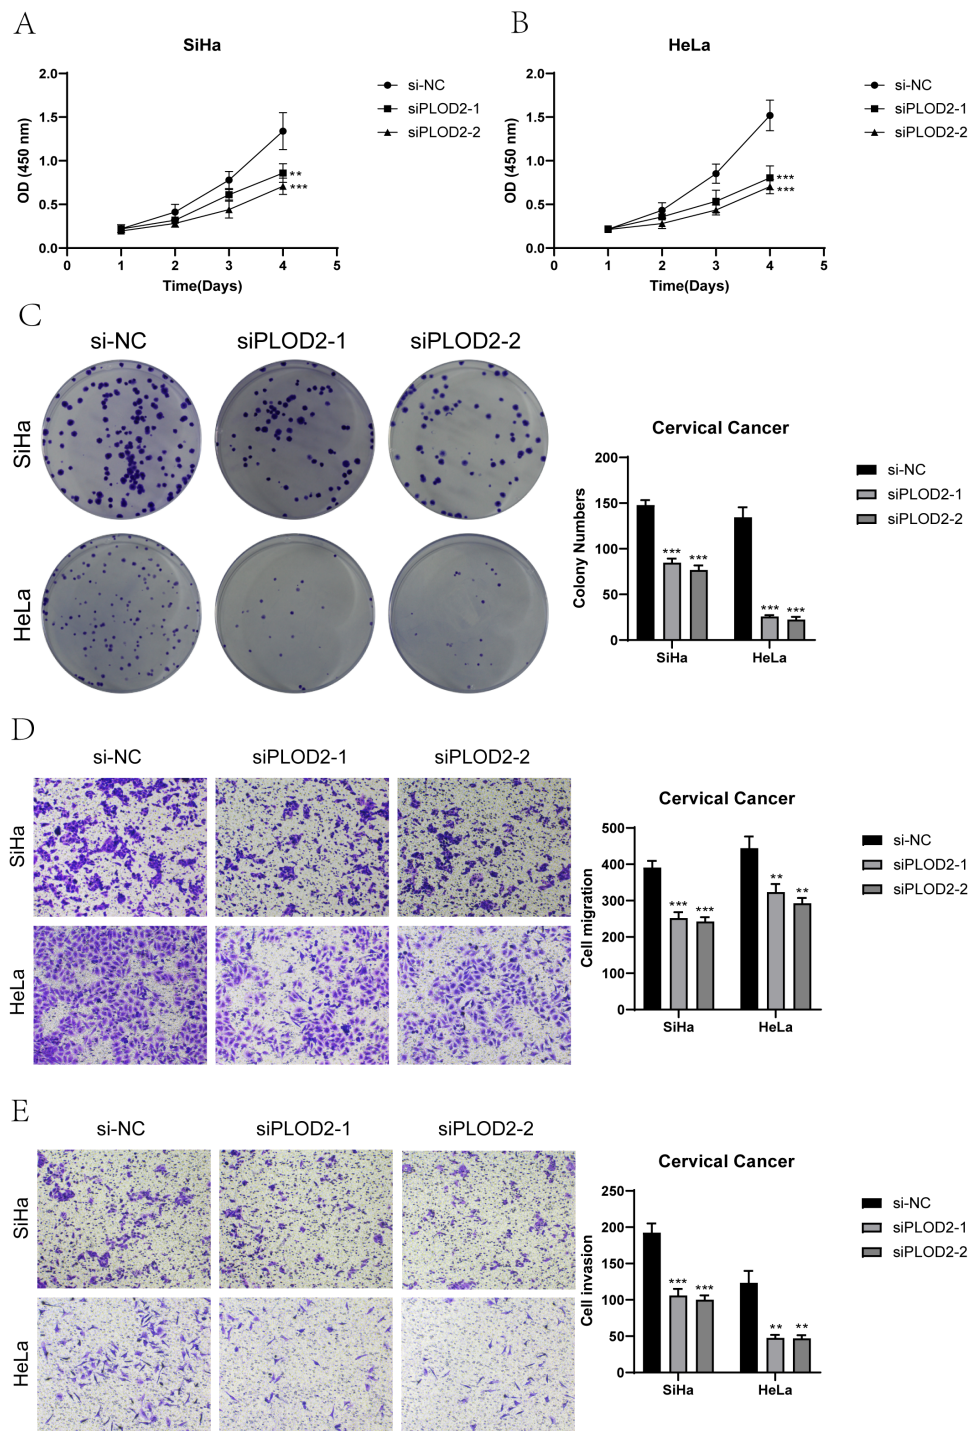 A
SiHa
2.0
1.5
1.0
0.5
0.0
OD (450 nm)
0 1 2 3 4 5
Time(Days)
si-NC
siPLOD2-1
siPLOD2-2
**
***
B
HeLa
2.0
1.5
1.0
0.5
0.0
OD (450 nm)
0 1 2 3 4 5
Time(Days)
si-NC
siPLOD2-1
siPLOD2-2
***
***
C
si-NC siPLOD2-1 siPLOD2-2
SiHa
HeLa
Cervical Cancer
200
150
100
50
0
Colony Numbers
*** ***
*** ***
SiHa HeLa
si-NC
siPLOD2-1
siPLOD2-2
D
si-NC siPLOD2-1 siPLOD2-2
SiHa
HeLa
Cervical Cancer
500
400
300
200
100
0
Cell migration
*** ***
** **
SiHa HeLa
si-NC
siPLOD2-1
siPLOD2-2
E
si-NC siPLOD2-1 siPLOD2-2
SiHa
HeLa
Cervical Cancer
250
200
150
100
50
0
Cell invasion
*** ***
** **
SiHa HeLa
si-NC
siPLOD2-1
siPLOD2-2